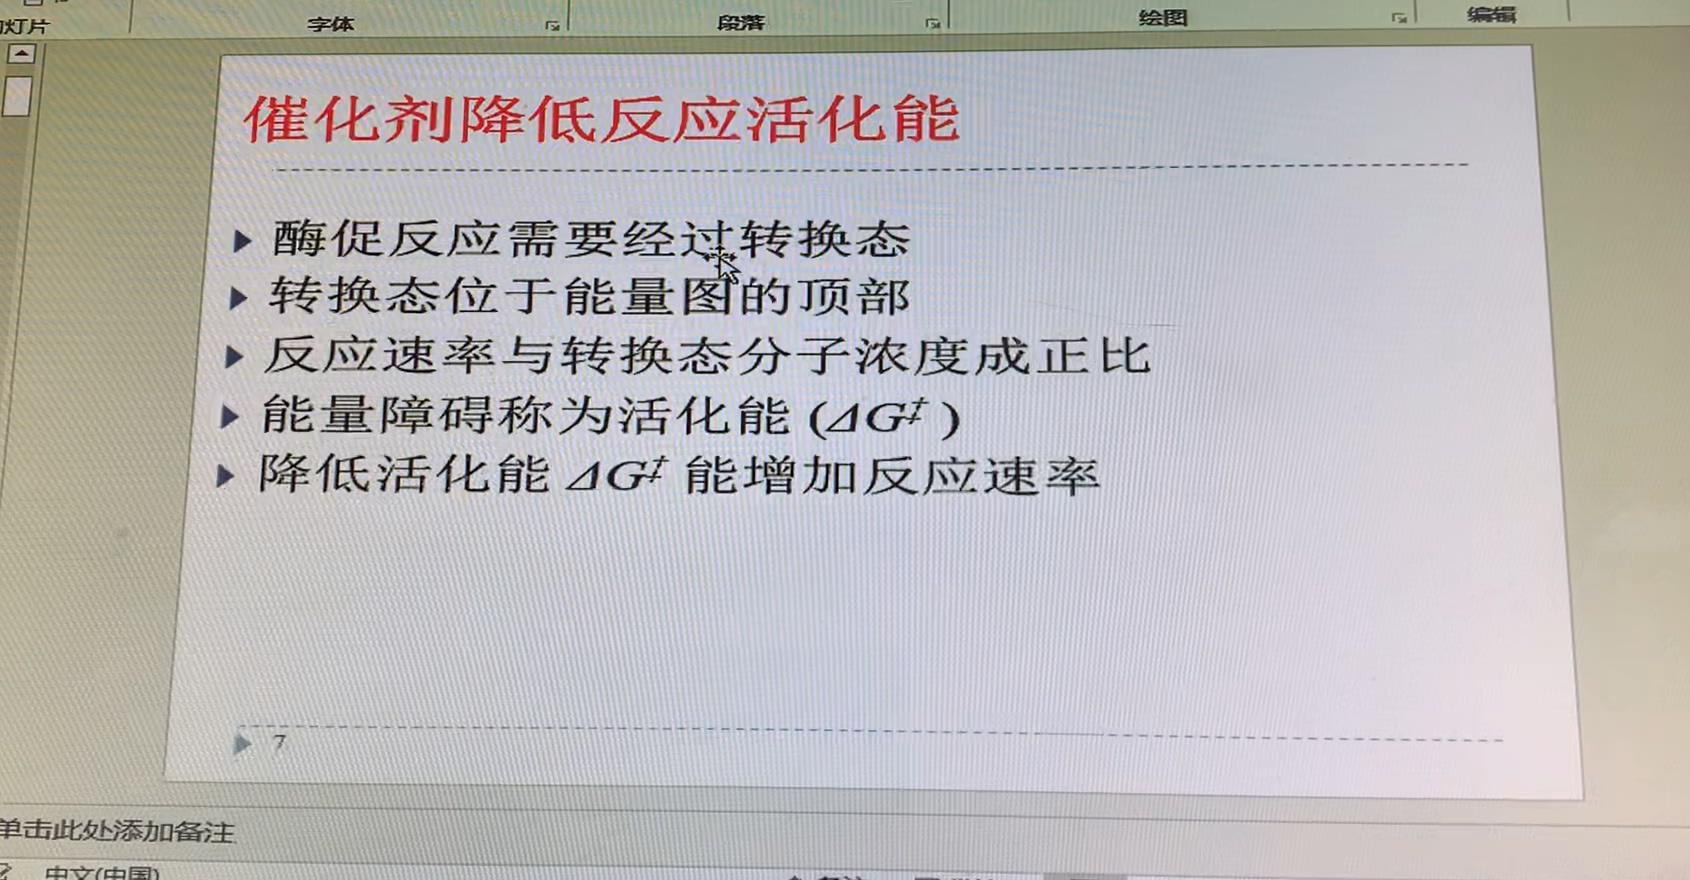 灯片
字体
段落
绘图
编辑
催化剂降低反应活化能
酶促反应需要经过转换态
转换态位于能量图的顶部
反应速率与转换态分子浓度成正比
能量障碍称为活化能 (ΔG‡ )
降低活化能 ΔG‡ 能增加反应速率
7
单击此处添加备注
中文(中国)